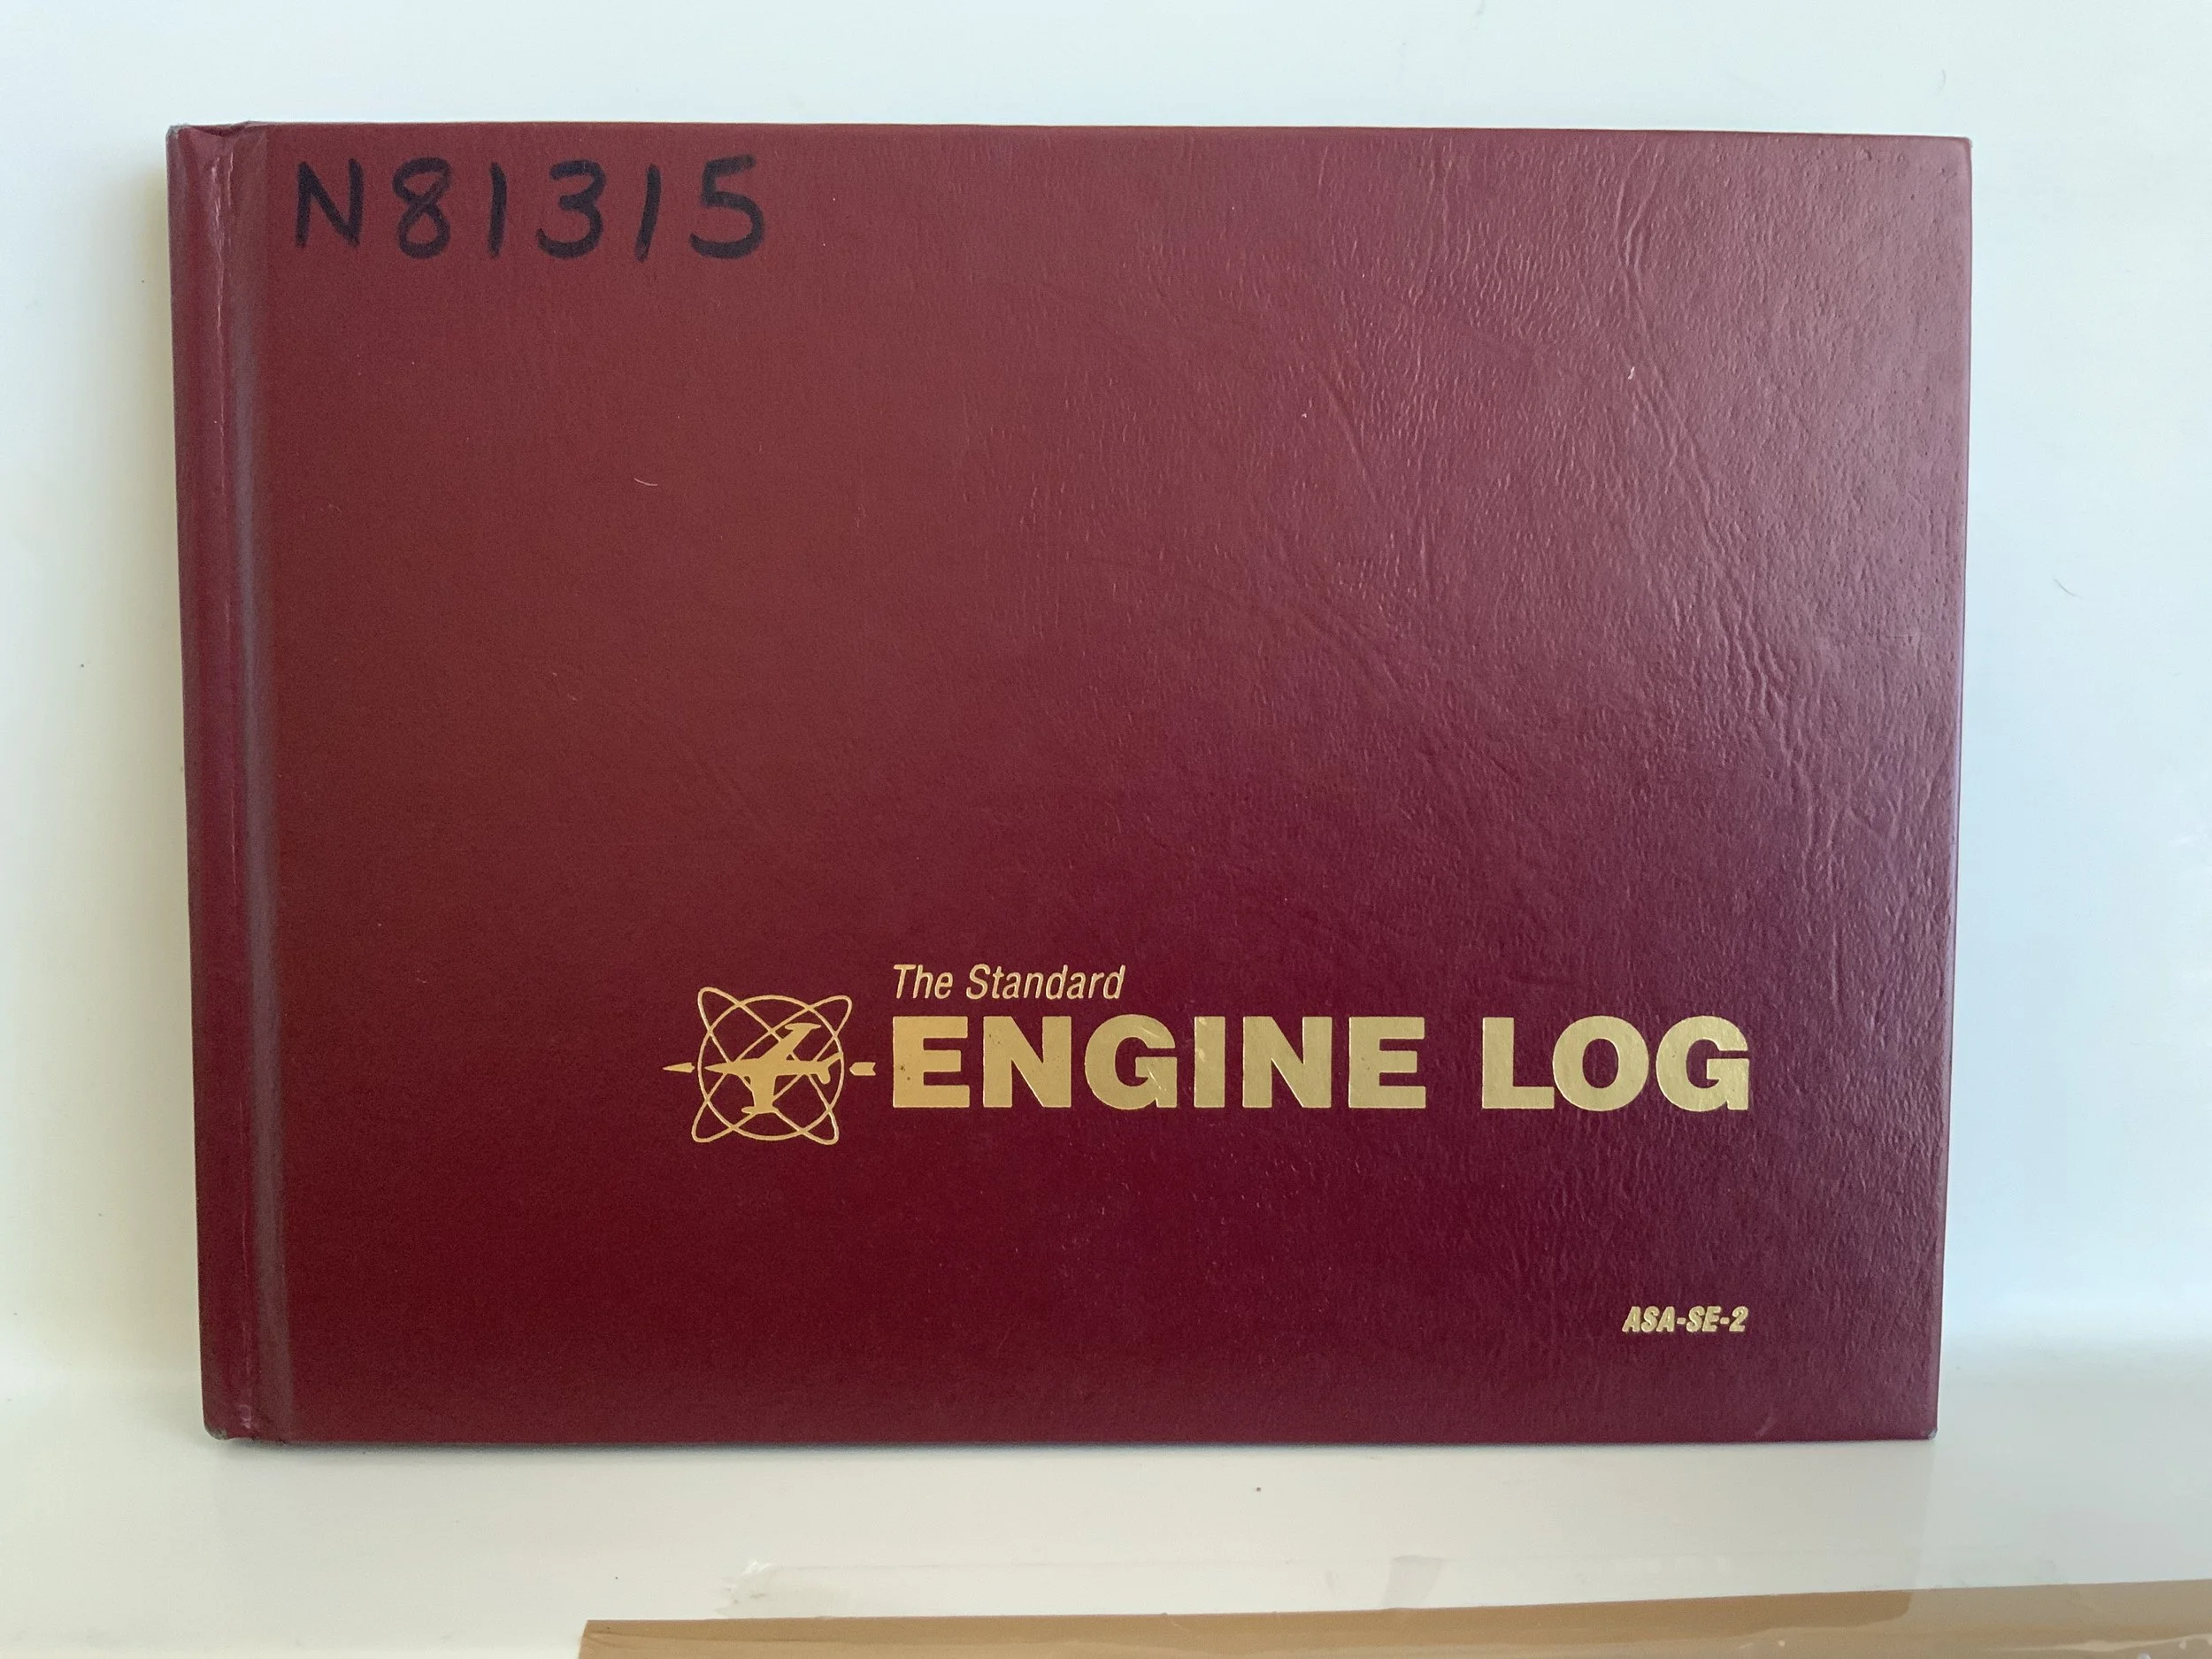 N81315
The Standard
ENGINE LOG
ASA-SE-2